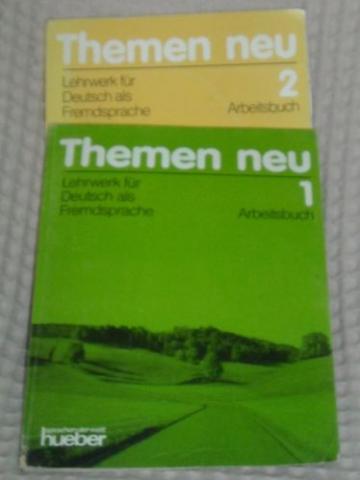 Themen neu
2
Lehrwerk für
Deutsch als
Fremdsprache
Arbeitsbuch
Themen neu
1
Lehrwerk für
Deutsch als
Fremdsprache
Arbeitsbuch
hueber